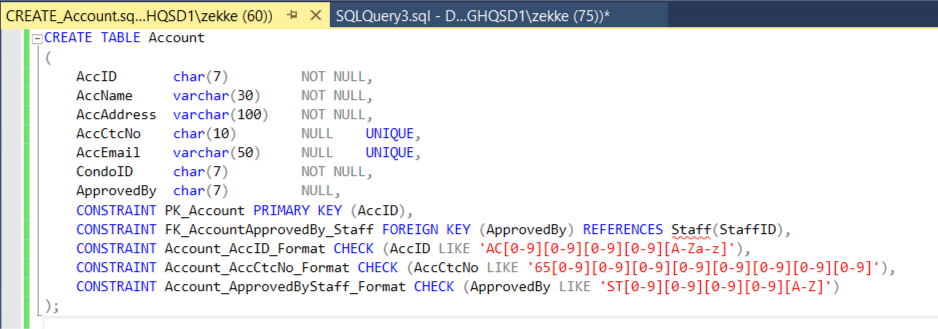 CREATE_Account.sq...HQSD1\zekke (60)) SQLQuery3.sql - D...GHQSD1\zekke (75))*
CREATE TABLE Account
(
AccID char(7) NOT NULL,
AccName varchar(30) NOT NULL,
AccAddress varchar(100) NOT NULL,
AccCtcNo char(10) NULL UNIQUE,
AccEmail varchar(50) NULL UNIQUE,
CondoID char(7) NOT NULL,
ApprovedBy char(7) NULL,
CONSTRAINT PK_Account PRIMARY KEY (AccID),
CONSTRAINT FK_AccountApprovedBy_Staff FOREIGN KEY (ApprovedBy) REFERENCES Staff(StaffID),
CONSTRAINT Account_AccID_Format CHECK (AccID LIKE 'AC[0-9][0-9][0-9][0-9][A-Za-z]'),
CONSTRAINT Account_AccCtcNo_Format CHECK (AccCtcNo LIKE '65[0-9][0-9][0-9][0-9][0-9][0-9][0-9][0-9]'),
CONSTRAINT Account_ApprovedByStaff_Format CHECK (ApprovedBy LIKE 'ST[0-9][0-9][0-9][0-9][A-Z]')
);